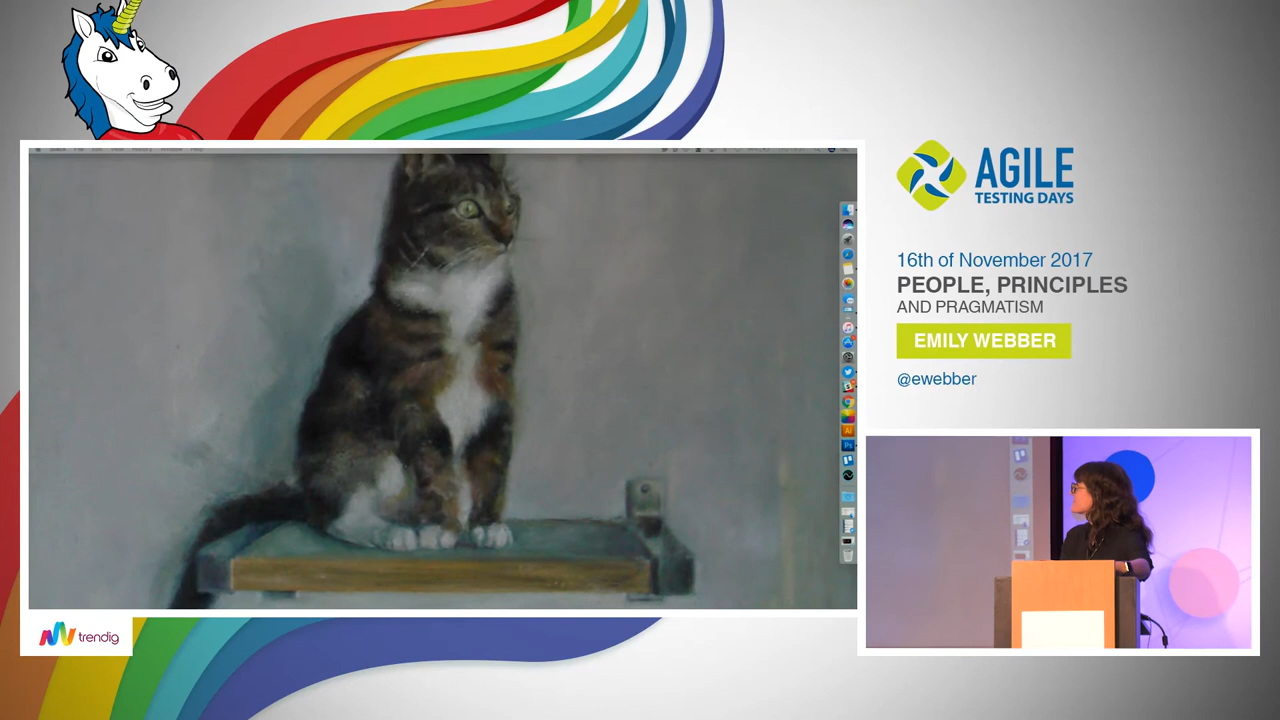 AGILE
TESTING DAYS
16th of November 2017
PEOPLE, PRINCIPLES
AND PRAGMATISM
EMILY WEBBER
@ewebber
trendig